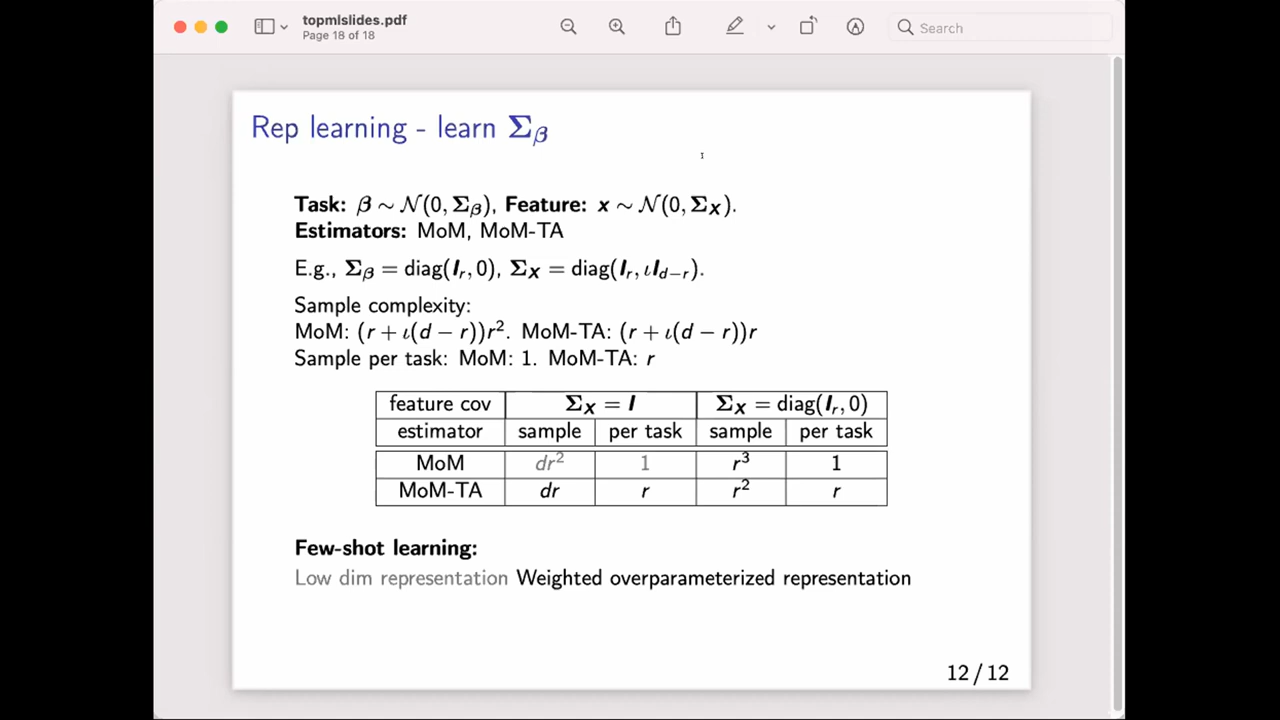 topmlslides.pdf
Page 18 of 18
Search
Rep learning - learn Σ_β
Task: β ∼ 𝒩(0, Σ_β), Feature: x ∼ 𝒩(0, Σ_X).
Estimators: MoM, MoM-TA
E.g., Σ_β = diag(I_r, 0), Σ_X = diag(I_r, ιI_{d−r}).
Sample complexity:
MoM: (r + ι(d − r))r². MoM-TA: (r + ι(d − r))r
Sample per task: MoM: 1. MoM-TA: r
feature cov Σ_X = I Σ_X = diag(I_r, 0)
estimator sample per task sample per task
MoM dr² 1 r³ 1
MoM-TA dr r r² r
Few-shot learning:
Low dim representation Weighted overparameterized representation
12 / 12